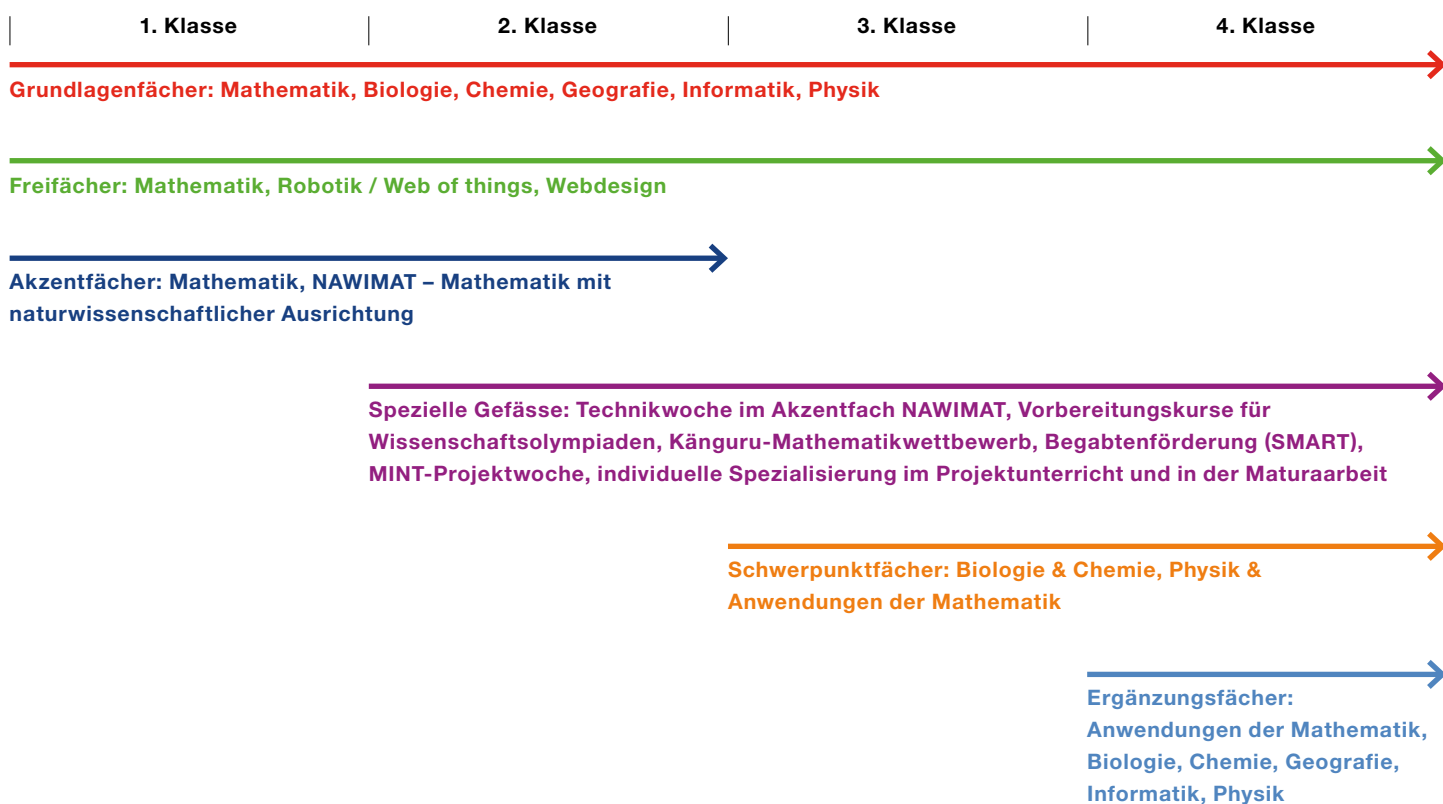 1. Klasse 2. Klasse 3. Klasse 4. Klasse
Grundlagenfächer: Mathematik, Biologie, Chemie, Geografie, Informatik, Physik
Freifächer: Mathematik, Robotik / Web of things, Webdesign
Akzentfächer: Mathematik, NAWIMAT – Mathematik mit
naturwissenschaftlicher Ausrichtung
Spezielle Gefässe: Technikwoche im Akzentfach NAWIMAT, Vorbereitungskurse für
Wissenschaftsolympiaden, Känguru-Mathematikwettbewerb, Begabtenförderung (SMART),
MINT-Projektwoche, individuelle Spezialisierung im Projektunterricht und in der Maturaarbeit
Schwerpunktfächer: Biologie & Chemie, Physik &
Anwendungen der Mathematik
Ergänzungsfächer:
Anwendungen der Mathematik,
Biologie, Chemie, Geografie,
Informatik, Physik